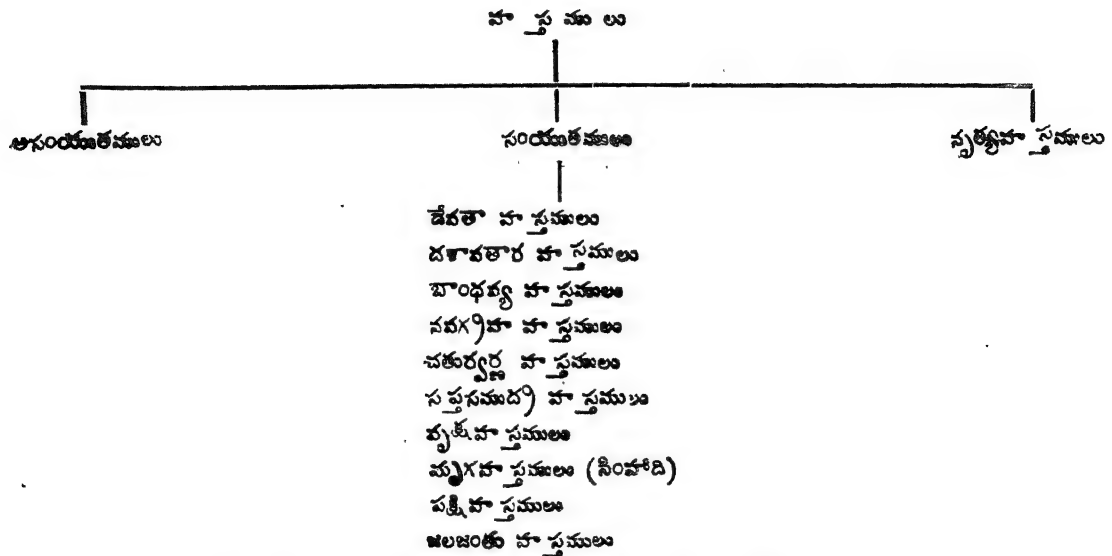 హస్తములు
అసంయుతములు సంయుతములు నృత్యహస్తములు
దేవతా హస్తములు
దశావతార హస్తములు
బాంధవ్య హస్తములు
నవగ్రహ హస్తములు
చతుర్వర్ణ హస్తములు
సప్తసముద్ర హస్తములు
వృక్షహస్తములు
మృగహస్తములు (సింహాది)
పక్షిహస్తములు
జలజంతు హస్తములు